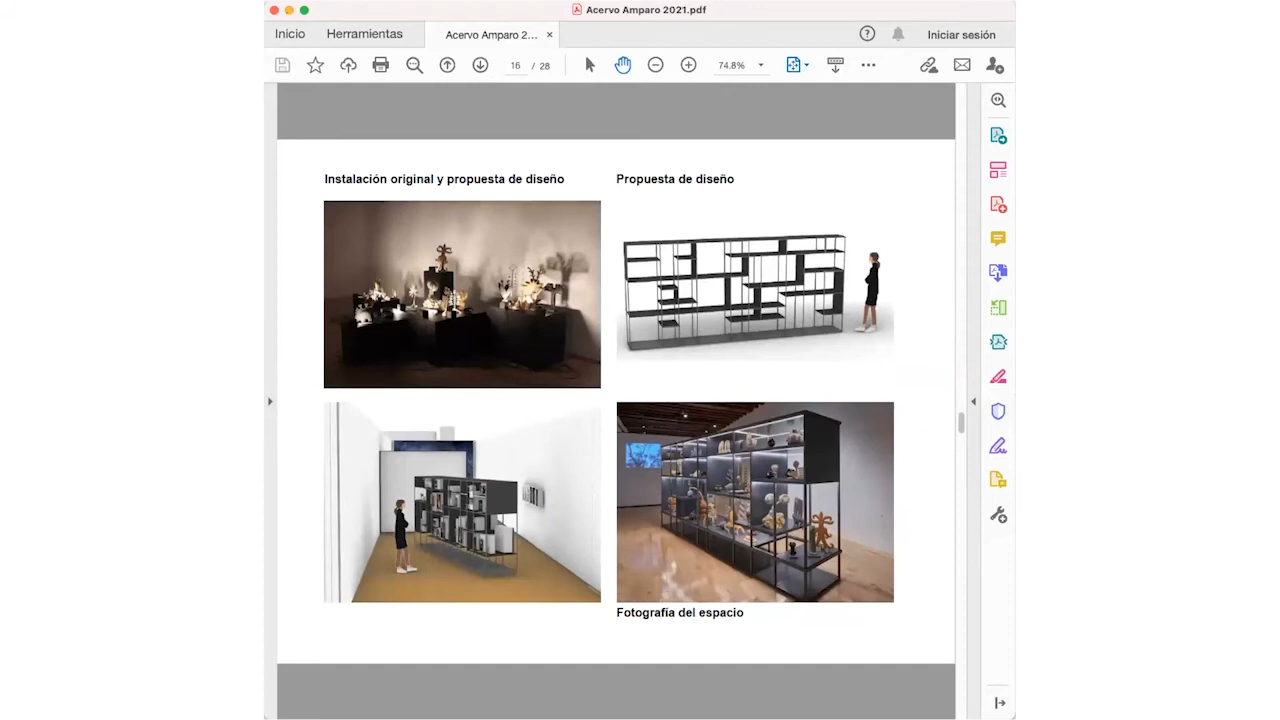 Acervo Amparo 2021.pdf
Inicio
Herramientas
Acervo Amparo 2...
Iniciar sesión
16 / 28
74.8%
Instalación original y propuesta de diseño
Propuesta de diseño
Fotografía del espacio